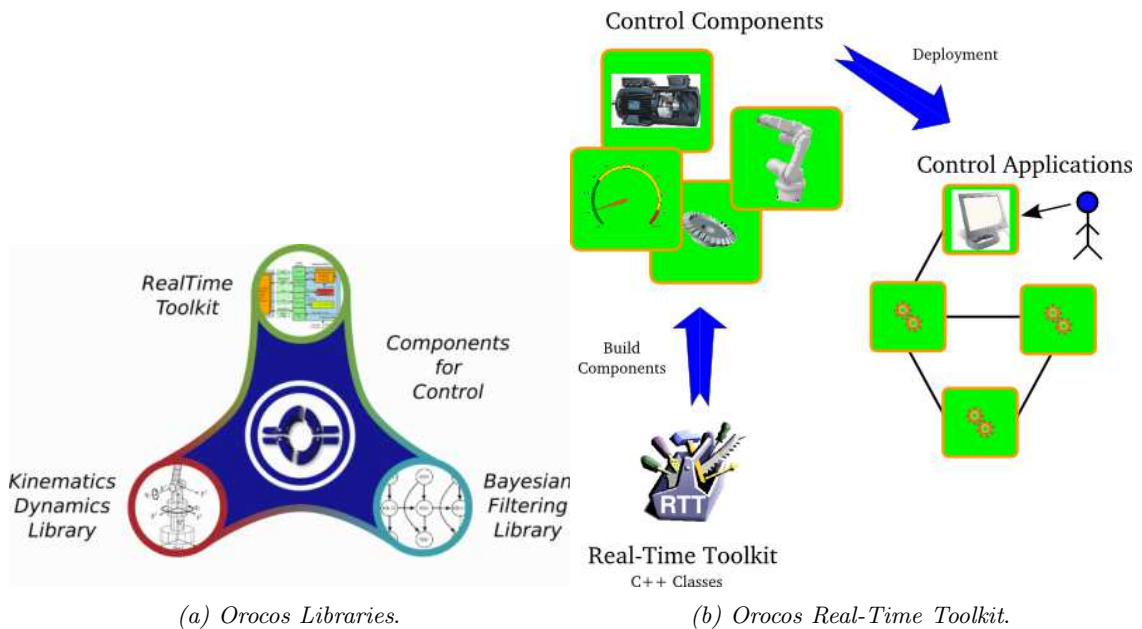 RealTime
Toolkit
Components
for
Control
Kinematics
Dynamics
Library
Bayesian
Filtering
Library
(a) Orocos Libraries.
Control Components
Deployment
Control Applications
Build
Components
RTT
Real-Time Toolkit
C++ Classes
(b) Orocos Real-Time Toolkit.